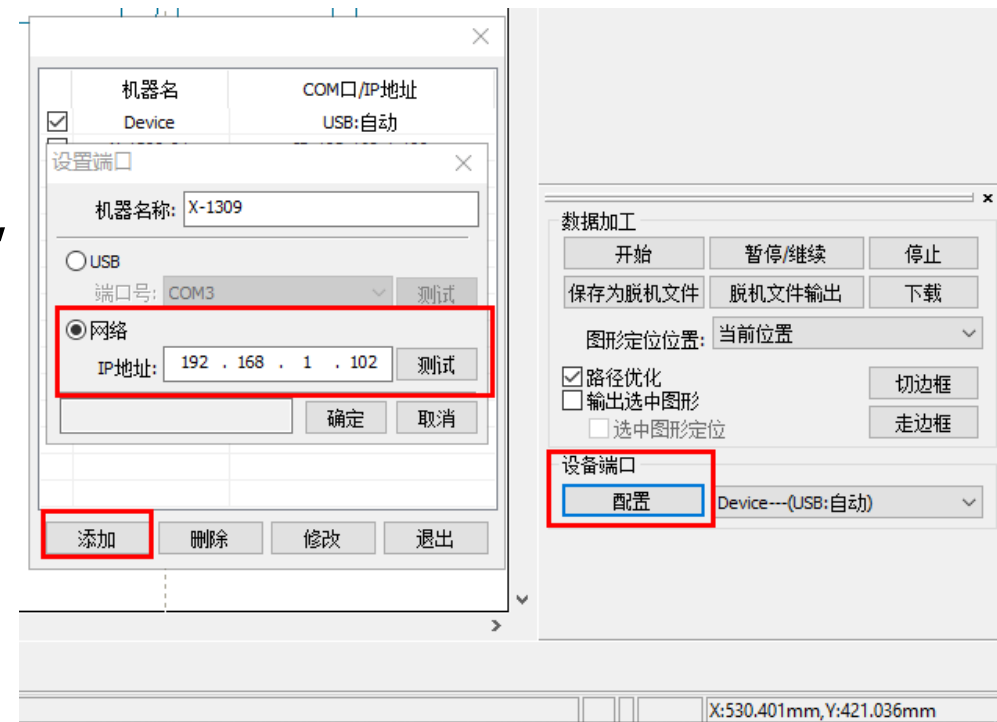 机器名 COM口/IP地址
Device USB:自动
设置端口
机器名称: X-1309
USB
端口号: COM3 测试
网络
IP地址: 192 . 168 . 1 . 102 测试
确定 取消
添加 删除 修改 退出
数据加工
开始 暂停/继续 停止
保存为脱机文件 脱机文件输出 下载
图形定位位置: 当前位置
路径优化 切边框
输出选中图形
选中图形定位 走边框
设备端口
配置 Device---(USB:自动)
X:530.401mm,Y:421.036mm